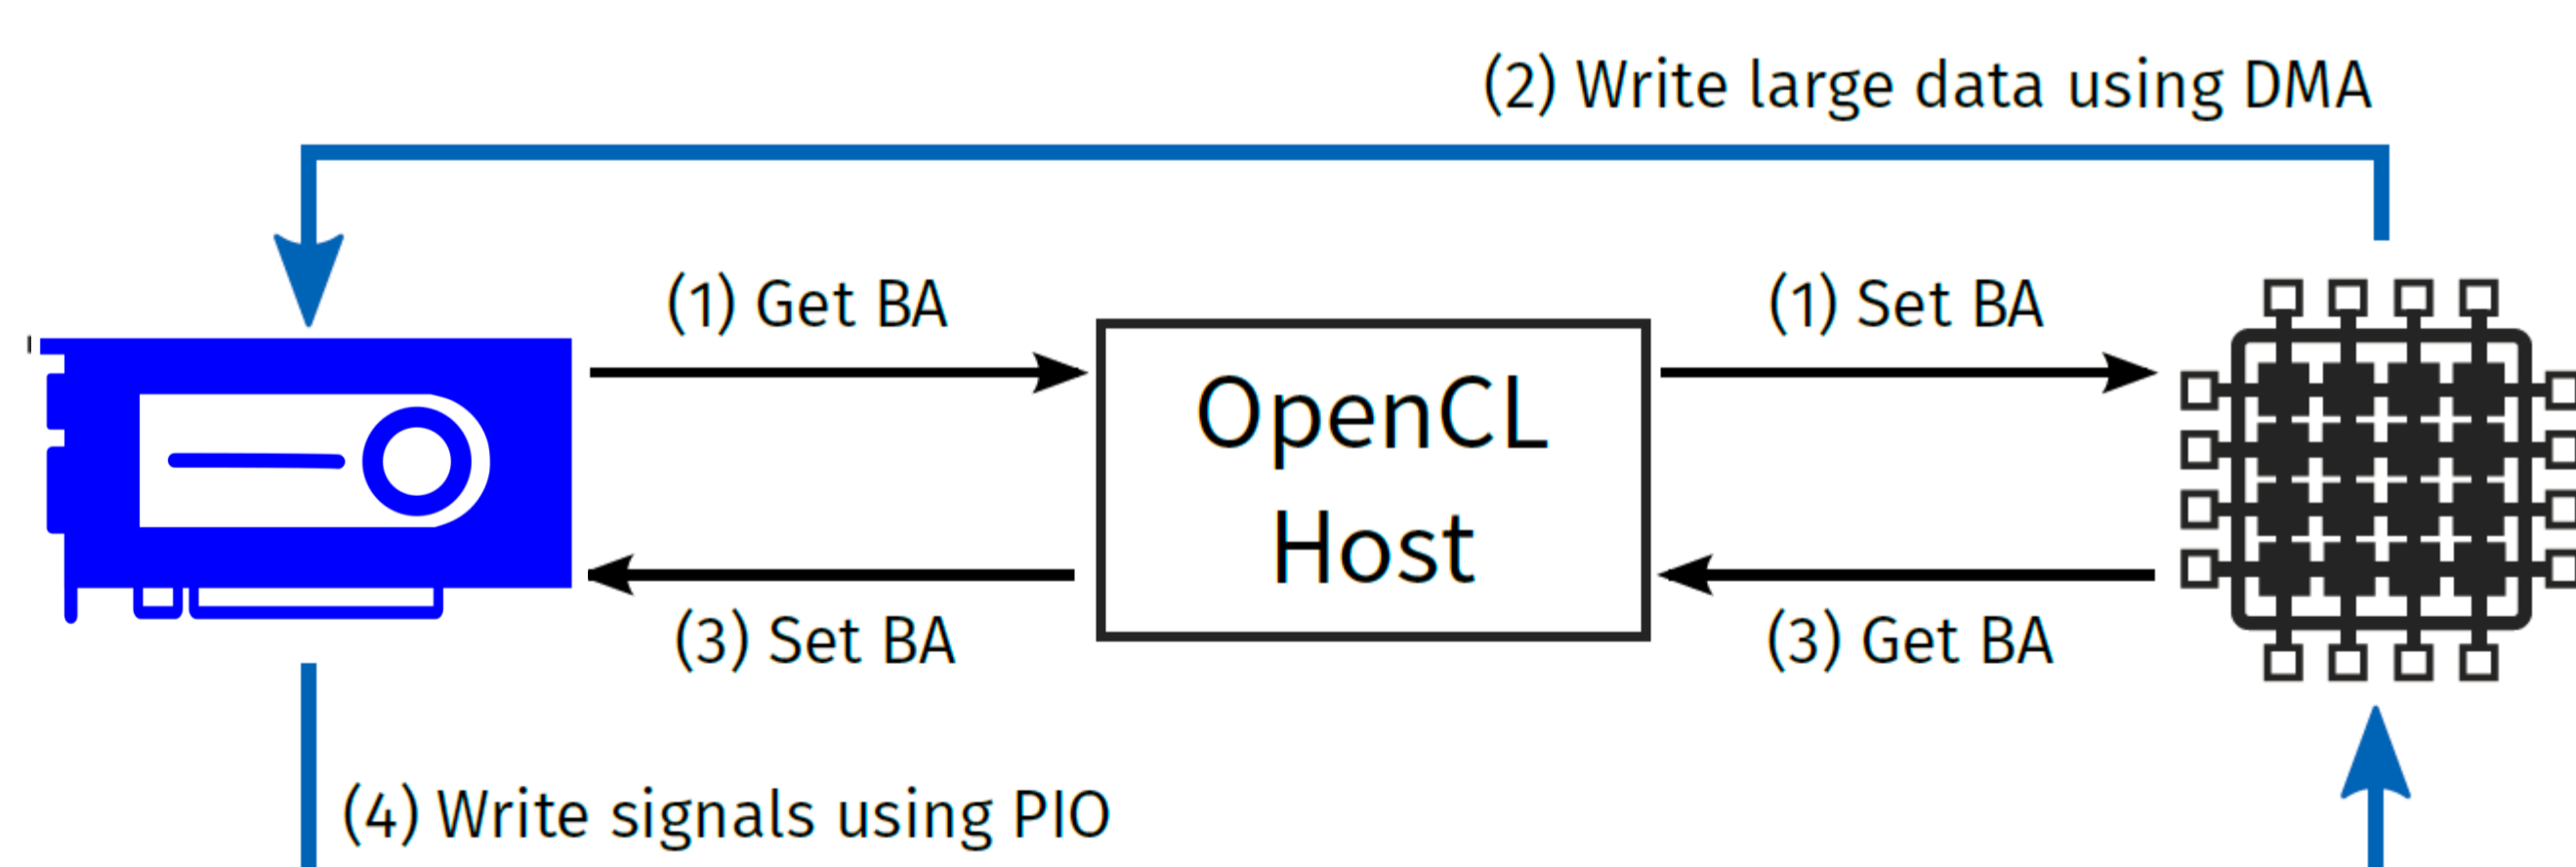 (2) Write large data using DMA
(1) Get BA
(1) Set BA
OpenCL
Host
(3) Set BA
(3) Get BA
(4) Write signals using PIO